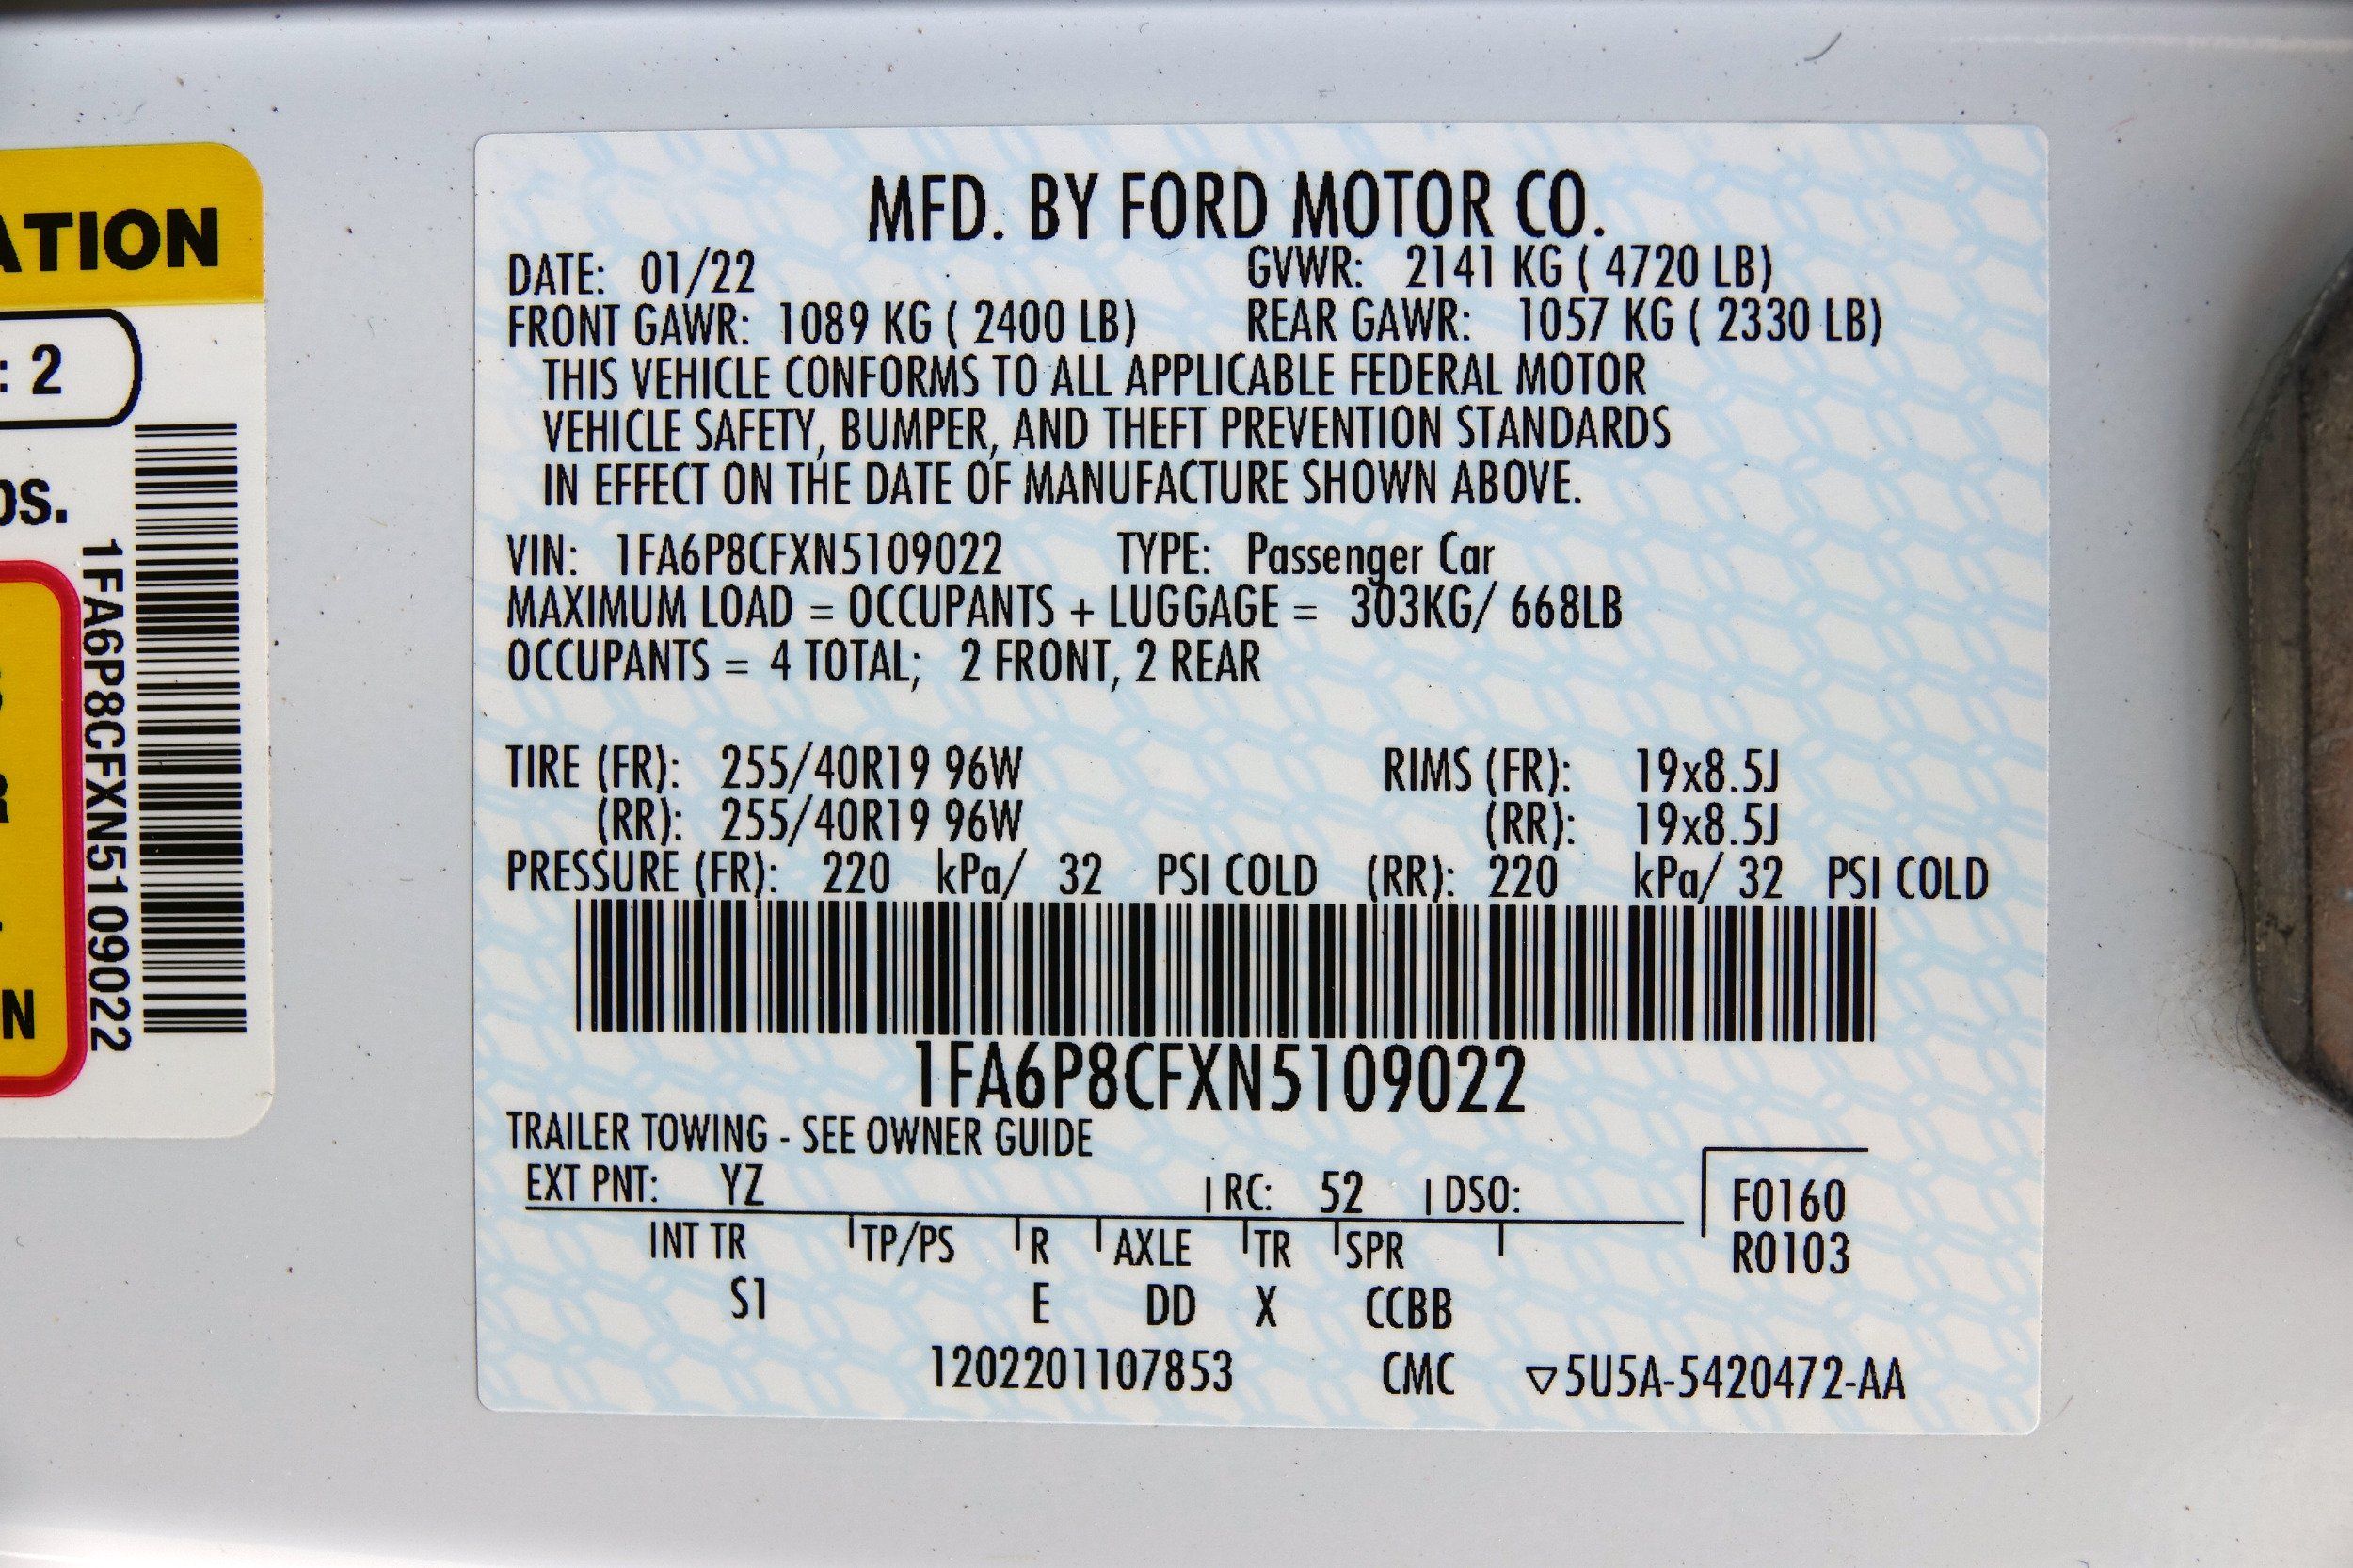 ATION
: 2
1FA6P8CFXN5109022
N
MFD. BY FORD MOTOR CO.
DATE: 01/22 GVWR: 2141 KG ( 4720 LB)
FRONT GAWR: 1089 KG ( 2400 LB) REAR GAWR: 1057 KG ( 2330 LB)
THIS VEHICLE CONFORMS TO ALL APPLICABLE FEDERAL MOTOR
VEHICLE SAFETY, BUMPER, AND THEFT PREVENTION STANDARDS
IN EFFECT ON THE DATE OF MANUFACTURE SHOWN ABOVE.
VIN: 1FA6P8CFXN5109022 TYPE: Passenger Car
MAXIMUM LOAD = OCCUPANTS + LUGGAGE = 303KG/ 668LB
OCCUPANTS = 4 TOTAL; 2 FRONT, 2 REAR
TIRE (FR): 255/40R19 96W RIMS (FR): 19x8.5J
(RR): 255/40R19 96W (RR): 19x8.5J
PRESSURE (FR): 220 kPa/ 32 PSI COLD (RR): 220 kPa/ 32 PSI COLD
1FA6P8CFXN5109022
TRAILER TOWING - SEE OWNER GUIDE
EXT PNT: YZ RC: 52 DSO: F0160
INT TR TP/PS R AXLE TR SPR R0103
S1 E DD X CCBB
1202201107853 CMC ▽5U5A-5420472-AA